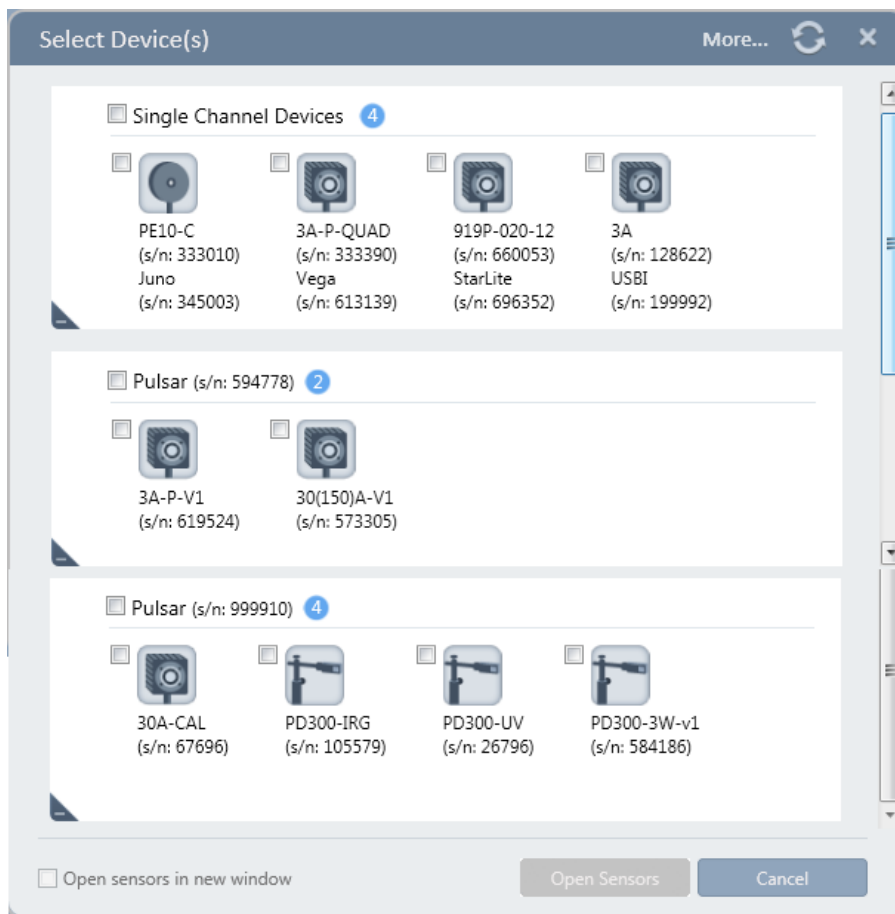 Select Device(s) More...
Single Channel Devices 4
PE10-C
(s/n: 333010)
Juno
(s/n: 345003)
3A-P-QUAD
(s/n: 333390)
Vega
(s/n: 613139)
919P-020-12
(s/n: 660053)
StarLite
(s/n: 696352)
3A
(s/n: 128622)
USBI
(s/n: 199992)
Pulsar (s/n: 594778) 2
3A-P-V1
(s/n: 619524)
30(150)A-V1
(s/n: 573305)
Pulsar (s/n: 999910) 4
30A-CAL
(s/n: 67696)
PD300-IRG
(s/n: 105579)
PD300-UV
(s/n: 26796)
PD300-3W-v1
(s/n: 584186)
Open sensors in new window
Open Sensors
Cancel